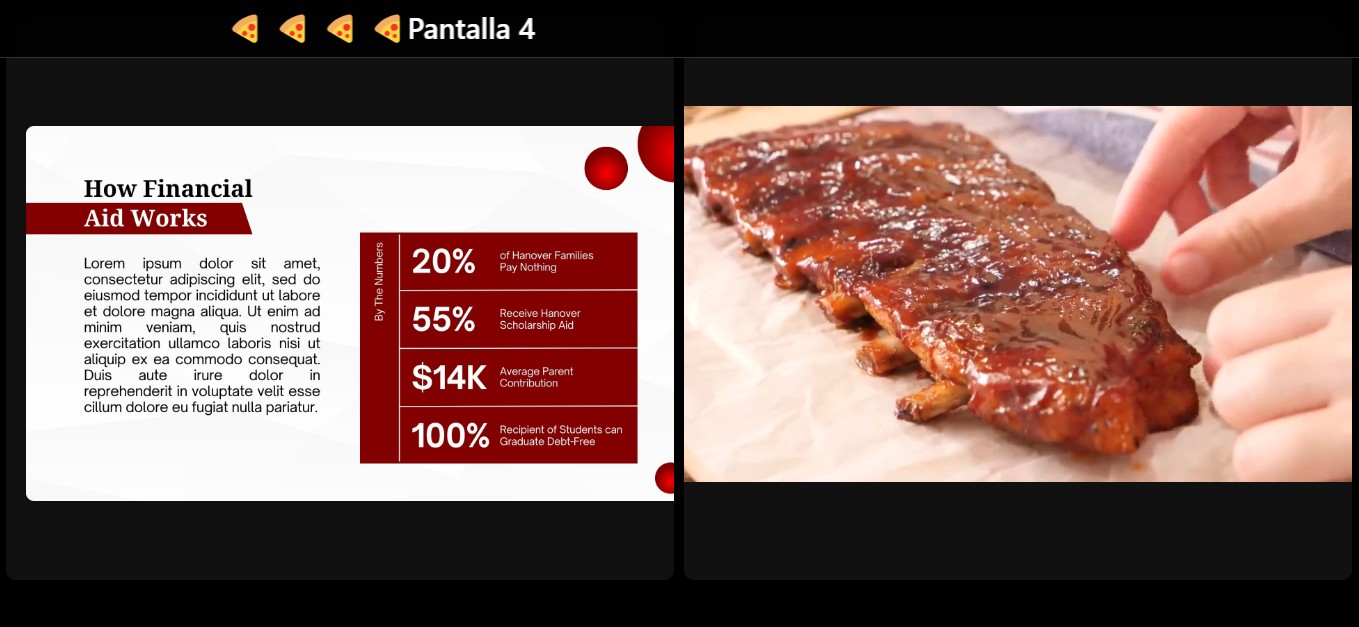 🍕 🍕 🍕 🍕Pantalla 4
How Financial
Aid Works
Lorem ipsum dolor sit amet,
consectetur adipiscing elit, sed do
eiusmod tempor incididunt ut labore
et dolore magna aliqua. Ut enim ad
minim veniam, quis nostrud
exercitation ullamco laboris nisi ut
aliquip ex ea commodo consequat.
Duis aute irure dolor in
reprehenderit in voluptate velit esse
cillum dolore eu fugiat nulla pariatur.
By The Numbers
20%
of Hanover Families
Pay Nothing
55%
Receive Hanover
Scholarship Aid
$14K
Average Parent
Contribution
100%
Recipient of Students can
Graduate Debt-Free